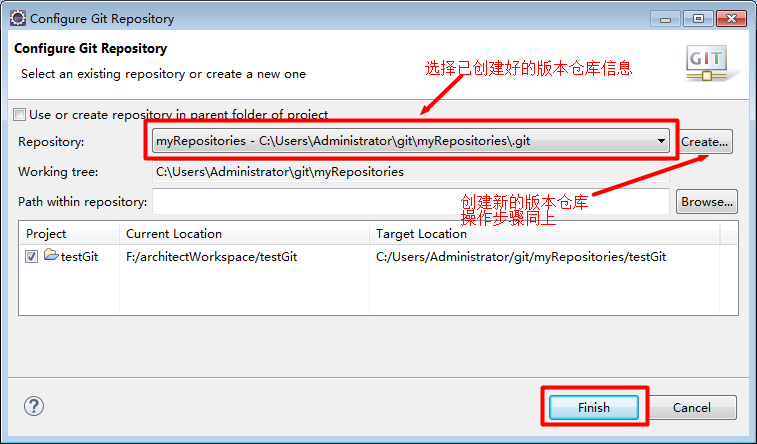 Configure Git Repository
Configure Git Repository
Select an existing repository or create a new one
GIT
选择已创建好的版本仓库信息
Use or create repository in parent folder of project
Repository: myRepositories - C:\Users\Administrator\git\myRepositories\.git Create...
Working tree: C:\Users\Administrator\git\myRepositories
创建新的版本仓库
操作步骤同上
Path within repository: Browse...
Project Current Location Target Location
testGit F:/architectWorkspace/testGit C:/Users/Administrator/git/myRepositories/testGit
? Finish Cancel